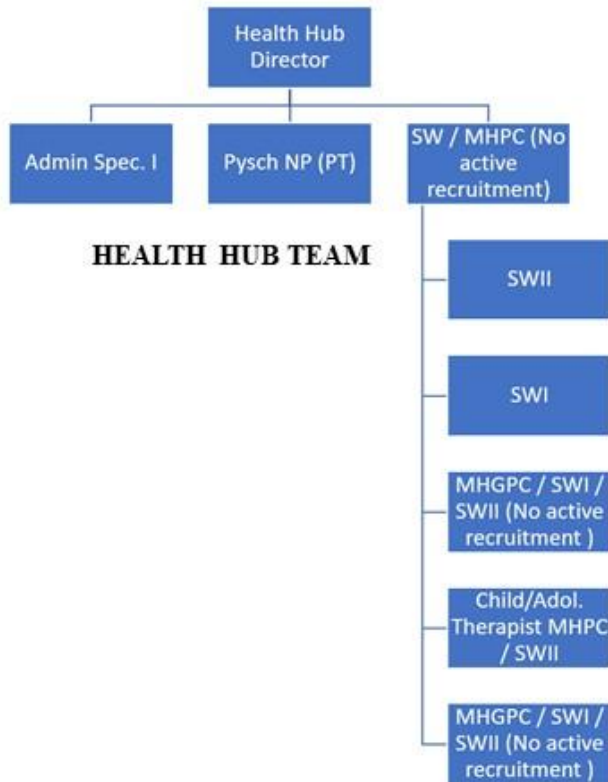 Health Hub
Director
Admin Spec. I
Pysch NP (PT)
SW / MHPC (No
active
recruitment)
HEALTH HUB TEAM
SWII
SWI
MHGPC / SWI /
SWII (No active
recruitment )
Child/Adol.
Therapist MHPC
/ SWII
MHGPC / SWI /
SWII (No active
recruitment )